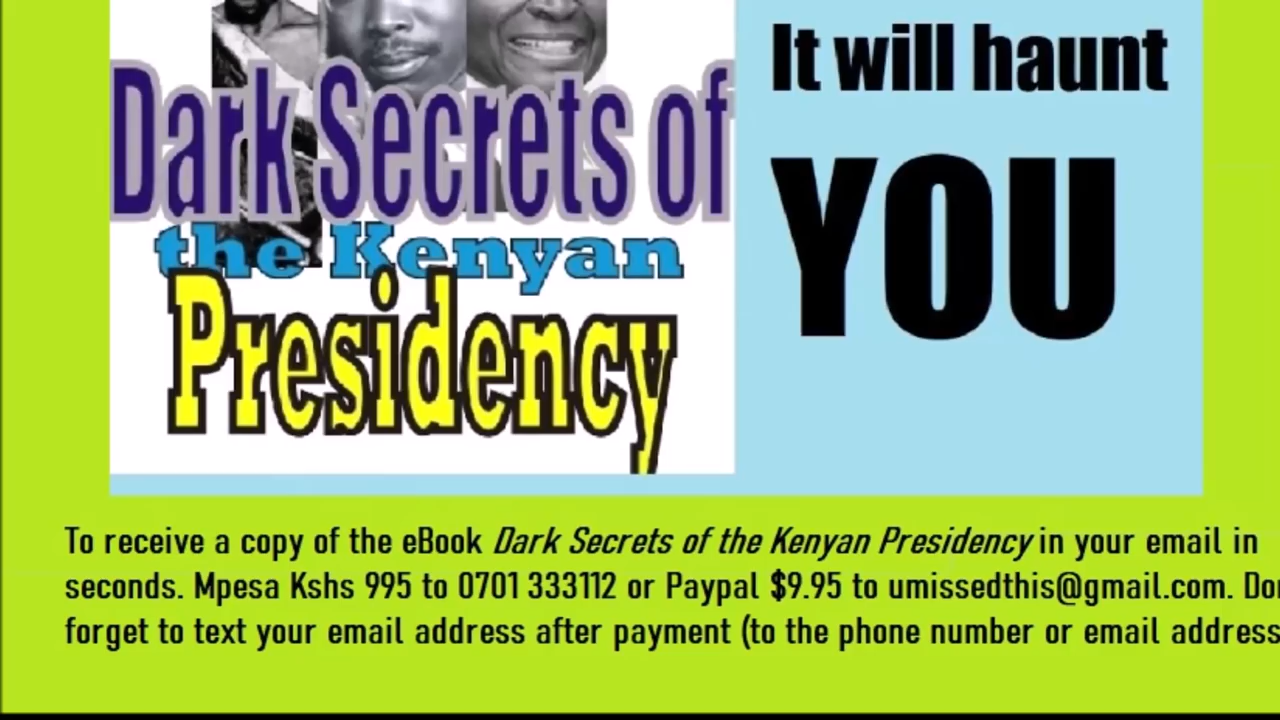 Dark Secrets of
the Kenyan
Presidency
It will haunt
YOU
To receive a copy of the eBook Dark Secrets of the Kenyan Presidency in your email in
seconds. Mpesa Kshs 995 to 0701 333112 or Paypal $9.95 to umissedthis@gmail.com.
forget to text your email address after payment (to the phone number or email address